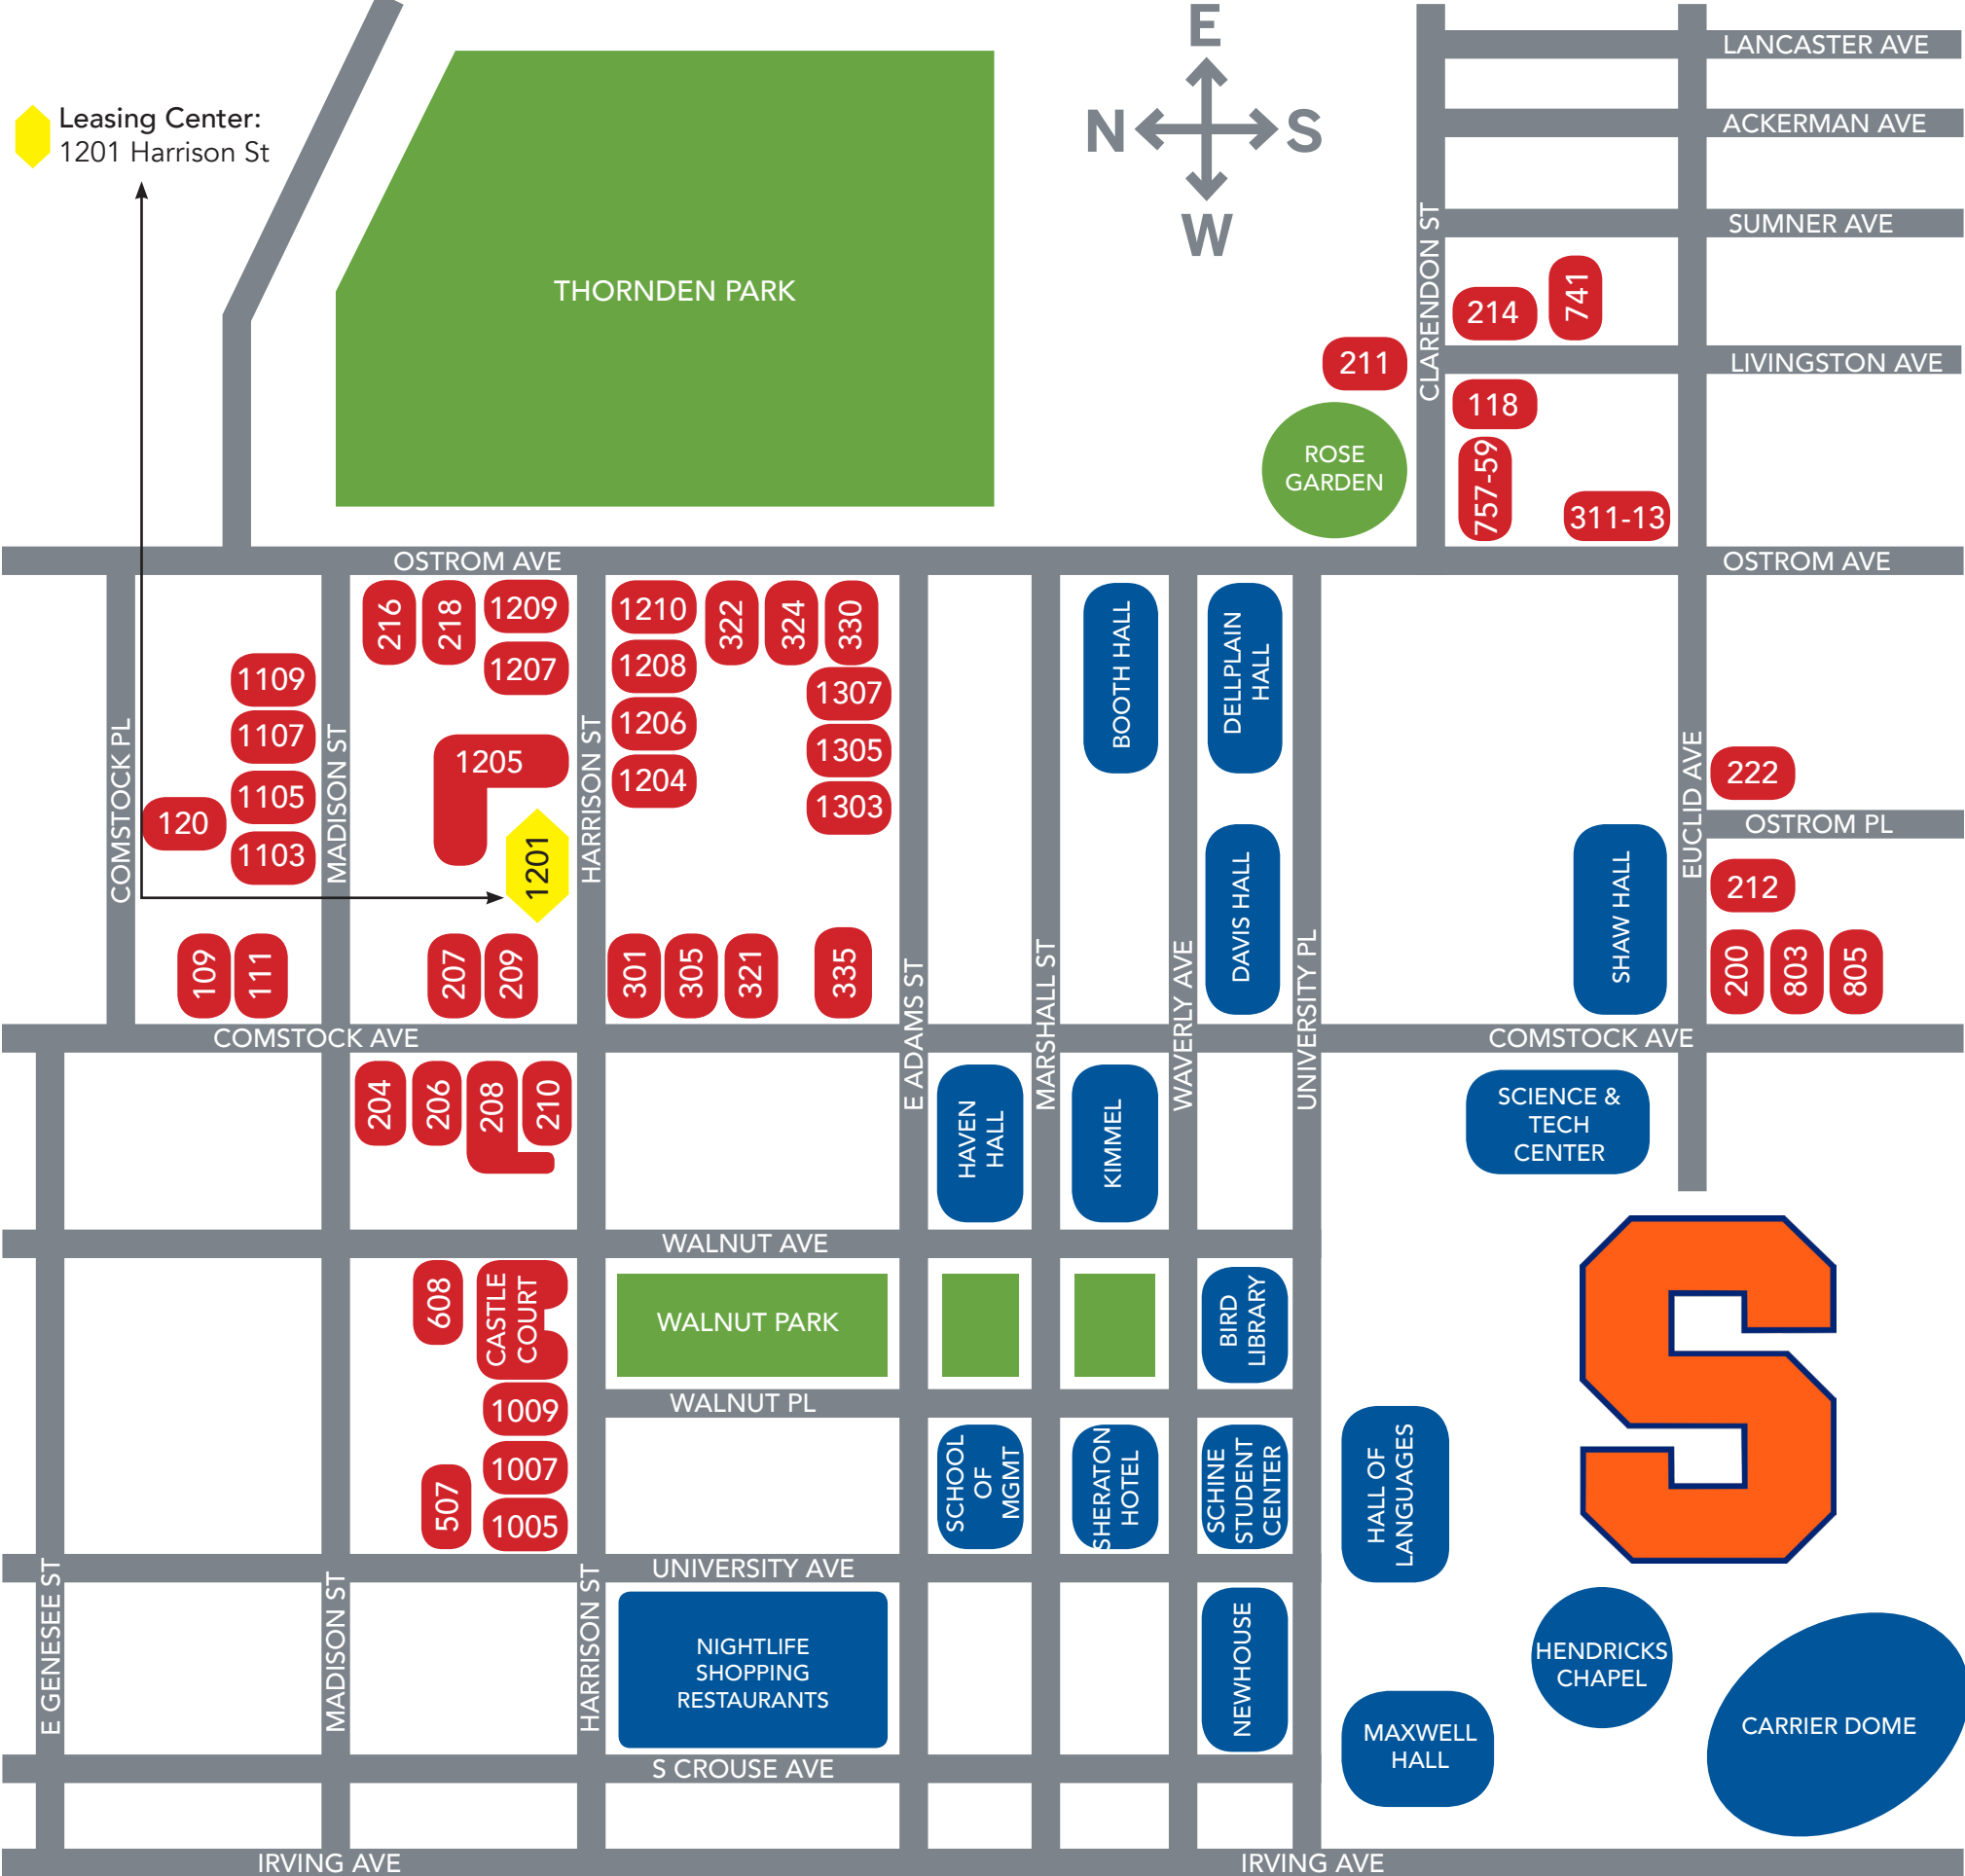 E
N
S
W
Leasing Center:
1201 Harrison St
LANCASTER AVE
ACKERMAN AVE
SUMNER AVE
CLARENDON ST
THORNDEN PARK
214
741
211
LIVINGSTON AVE
118
ROSE
GARDEN
757-59
311-13
OSTROM AVE
OSTROM AVE
216
218
1209
1207
1210
1208
1206
1204
322
324
330
1307
1305
1303
BOOTH HALL
DELLPLAIN
HALL
1109
1107
1105
1103
120
COMSTOCK PL
MADISON ST
1205
1201
HARRISON ST
EUCLID AVE
222
OSTROM PL
212
DAVIS HALL
SHAW HALL
109
111
207
209
301
305
321
335
200
803
805
E ADAMS ST
MARSHALL ST
WAVERLY AVE
UNIVERSITY PL
COMSTOCK AVE
COMSTOCK AVE
204
206
208
210
HAVEN
HALL
KIMMEL
SCIENCE &
TECH
CENTER
WALNUT AVE
608
CASTLE
COURT
WALNUT PARK
BIRD
LIBRARY
S
WALNUT PL
1009
1007
1005
507
SCHOOL
OF
MGMT
SHERATON
HOTEL
SCHINE
STUDENT
CENTER
HALL OF
LANGUAGES
UNIVERSITY AVE
E GENESEE ST
MADISON ST
HARRISON ST
NIGHTLIFE
SHOPPING
RESTAURANTS
NEWHOUSE
HENDRICKS
CHAPEL
MAXWELL
HALL
CARRIER DOME
S CROUSE AVE
IRVING AVE
IRVING AVE